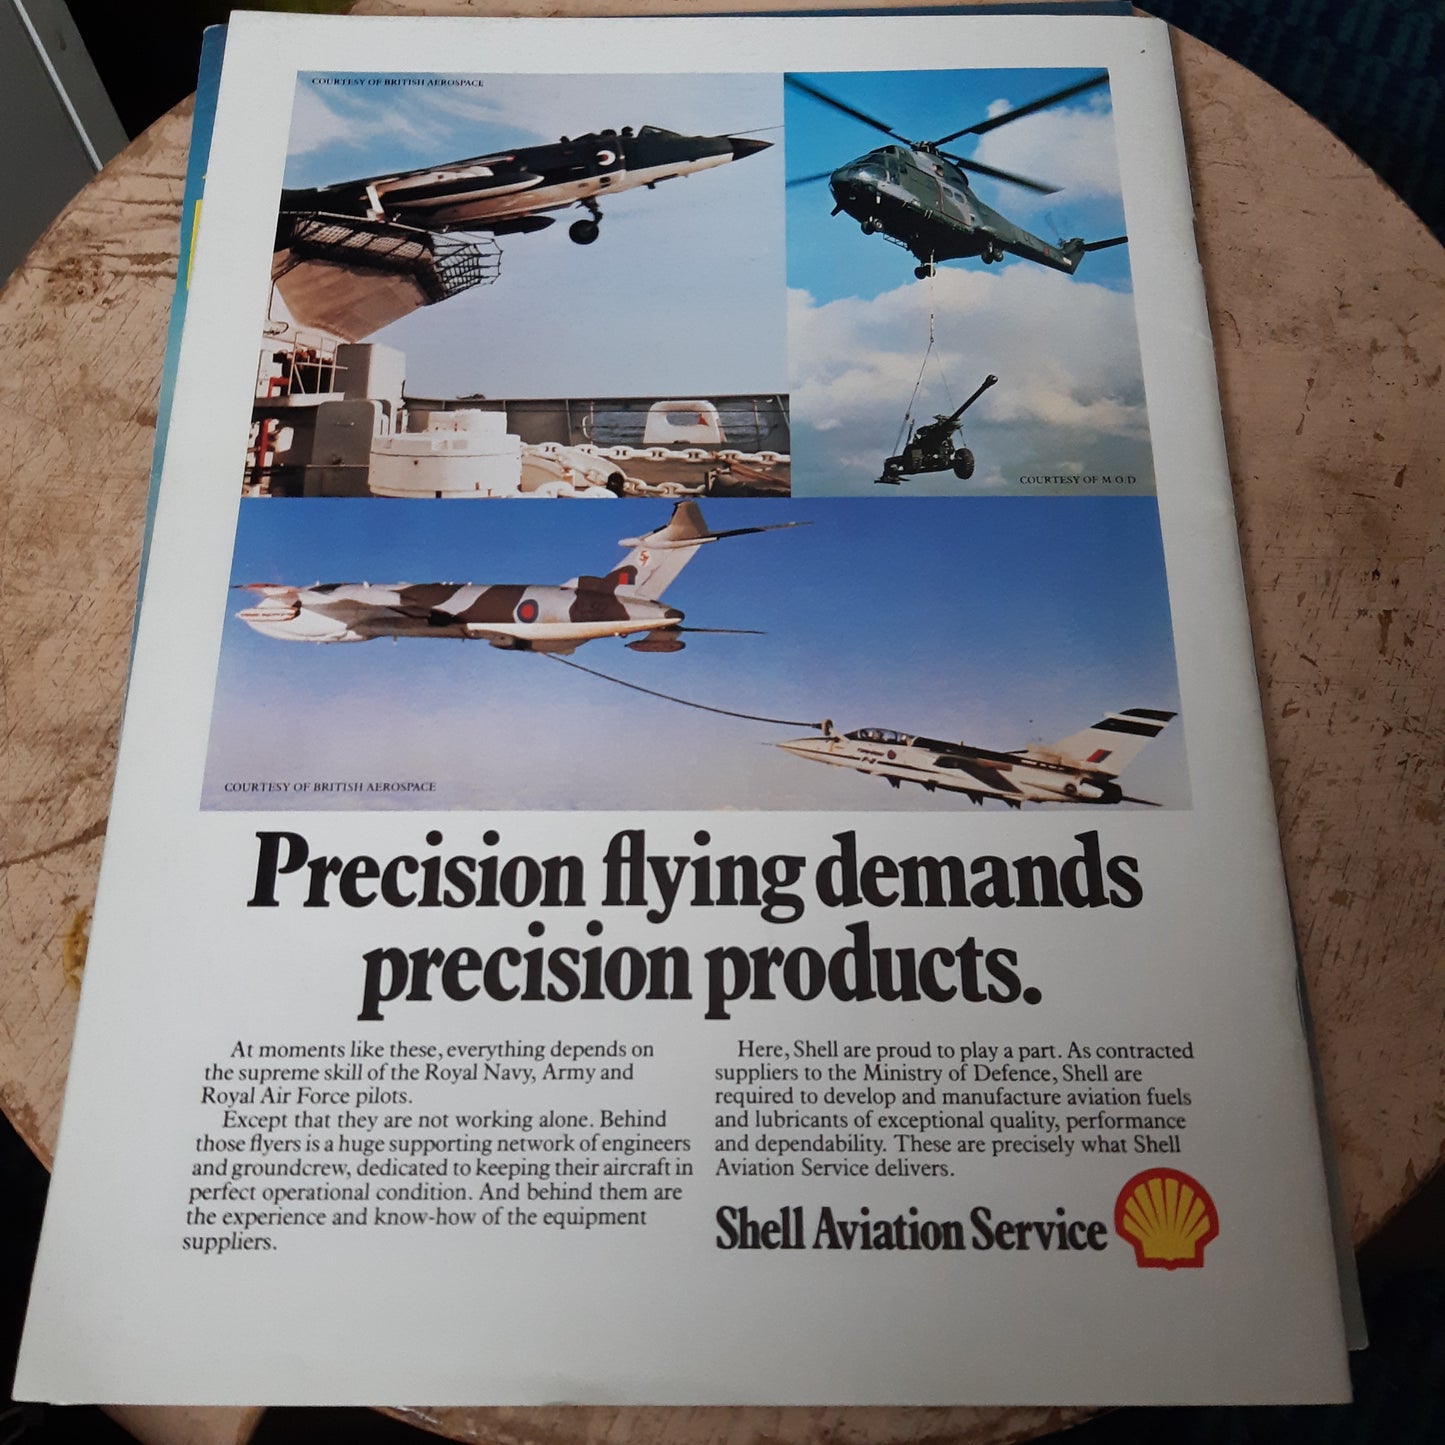 COURTESY OF BRITISH AEROSPACE
COURTESY OF M.O.D
COURTESY OF BRITISH AEROSPACE
Precision flying demands
precision products.
At moments like these, everything depends on
the supreme skill of the Royal Navy, Army and
Royal Air Force pilots.
Except that they are not working alone. Behind
those flyers is a huge supporting network of engineers
and groundcrew, dedicated to keeping their aircraft in
perfect operational condition. And behind them are
the experience and know-how of the equipment
suppliers.
Here, Shell are proud to play a part. As contracted
suppliers to the Ministry of Defence, Shell are
required to develop and manufacture aviation fuels
and lubricants of exceptional quality, performance
and dependability. These are precisely what Shell
Aviation Service delivers.
Shell Aviation Service